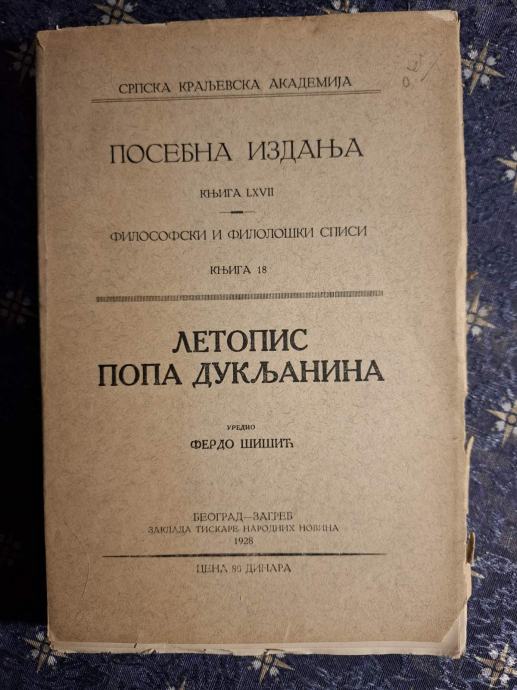 СРПСКА КРАЉЕВСКА АКАДЕМИЈА
ПОСЕБНА ИЗДАЊА
КЊИГА LXVII
ФИЛОСОФСКИ И ФИЛОЛОШКИ СПИСИ
КЊИГА 18
ЛЕТОПИС
ПОПА ДУКЉАНИНА
УРЕДИО
ФЕРДО ШИШИЋ
БЕОГРАД—ЗАГРЕБ
ЗАКЛАДА ТИСКАРЕ НАРОДНИХ НОВИНА
1928
ЦЕНА 80 ДИНАРА